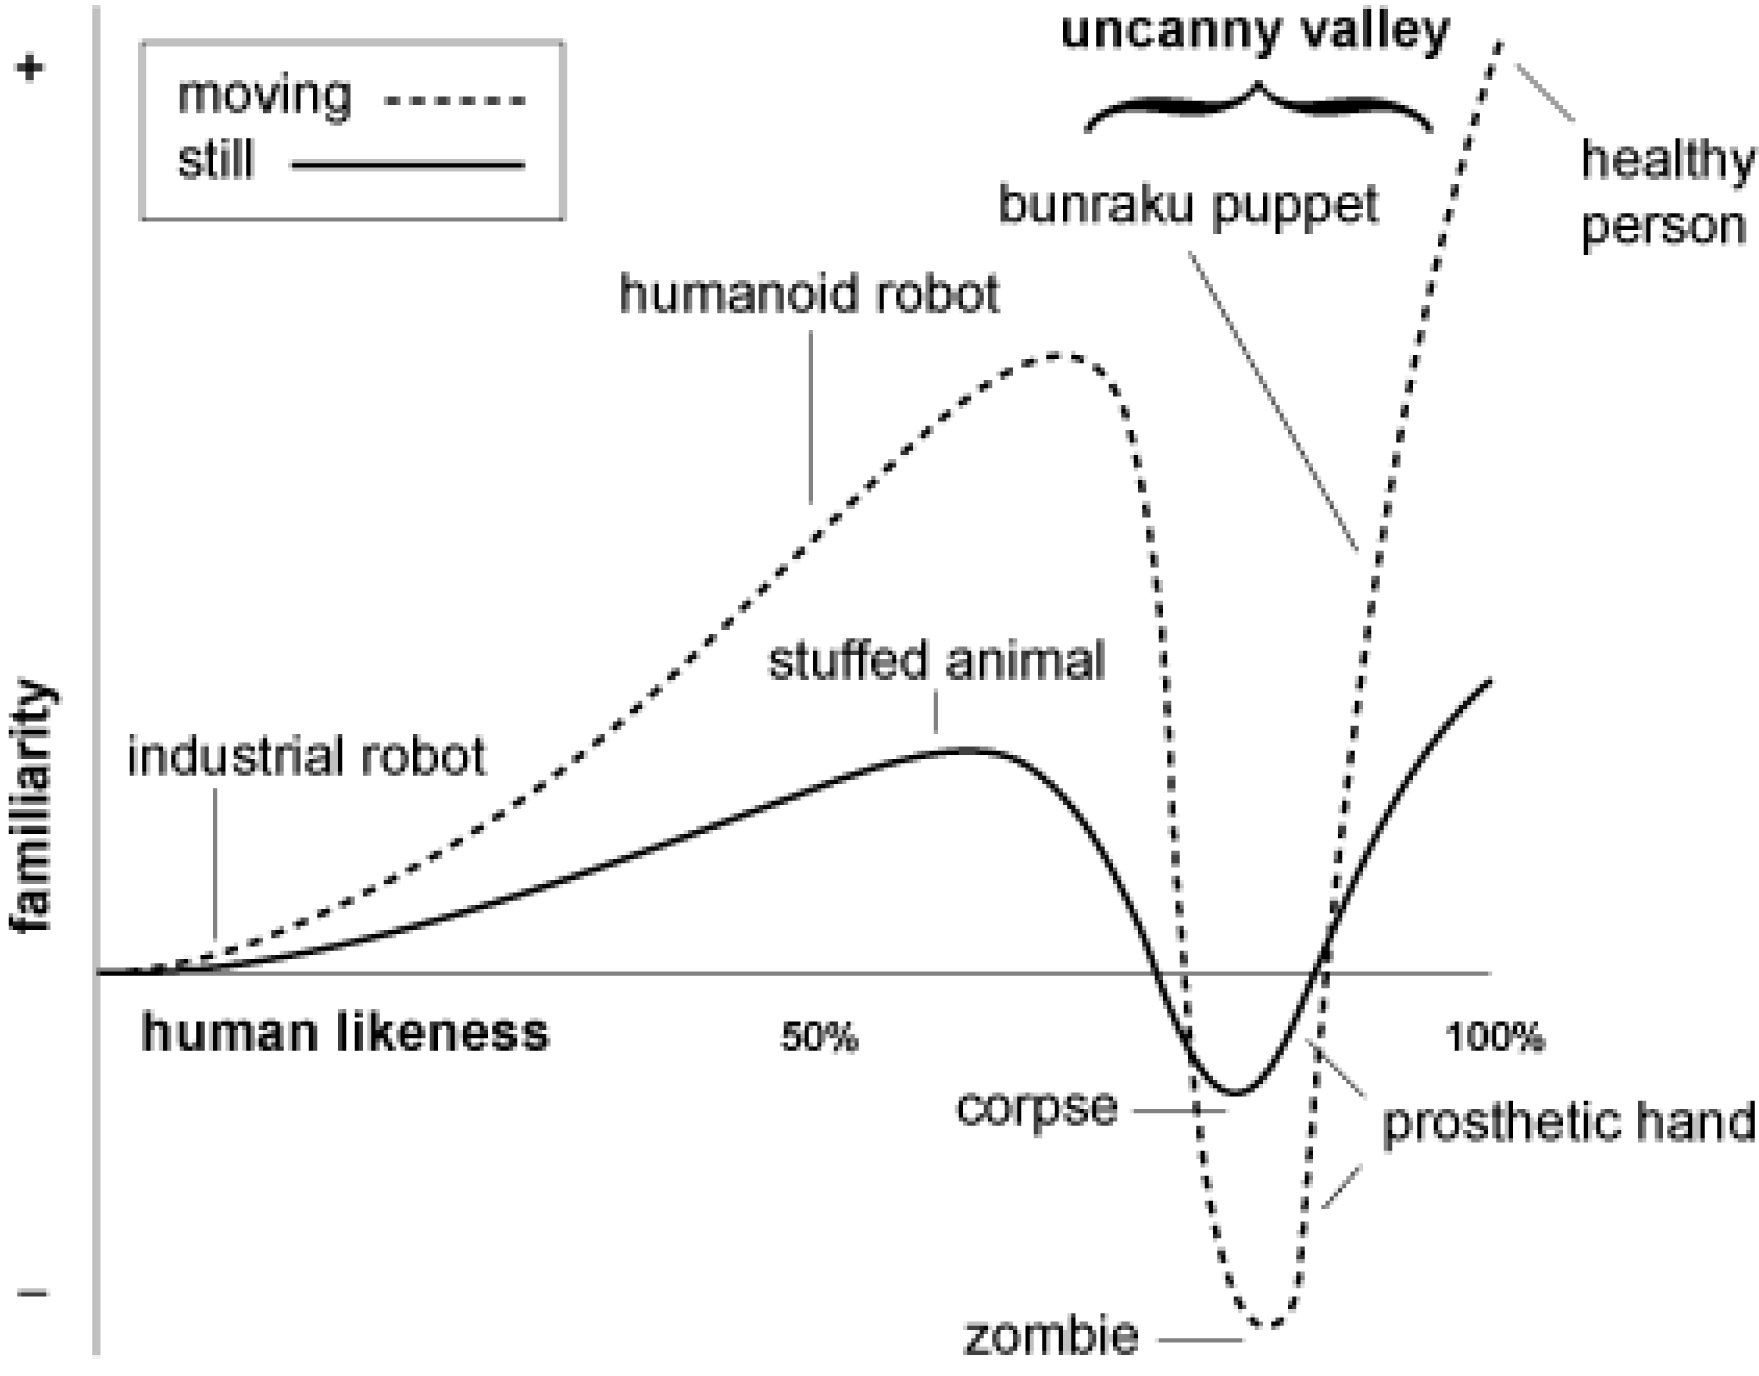 uncanny valley
+
moving
still
healthy
person
bunraku puppet
humanoid robot
stuffed animal
industrial robot
familiarity
human likeness
50%
100%
corpse
prosthetic hand
–
zombie